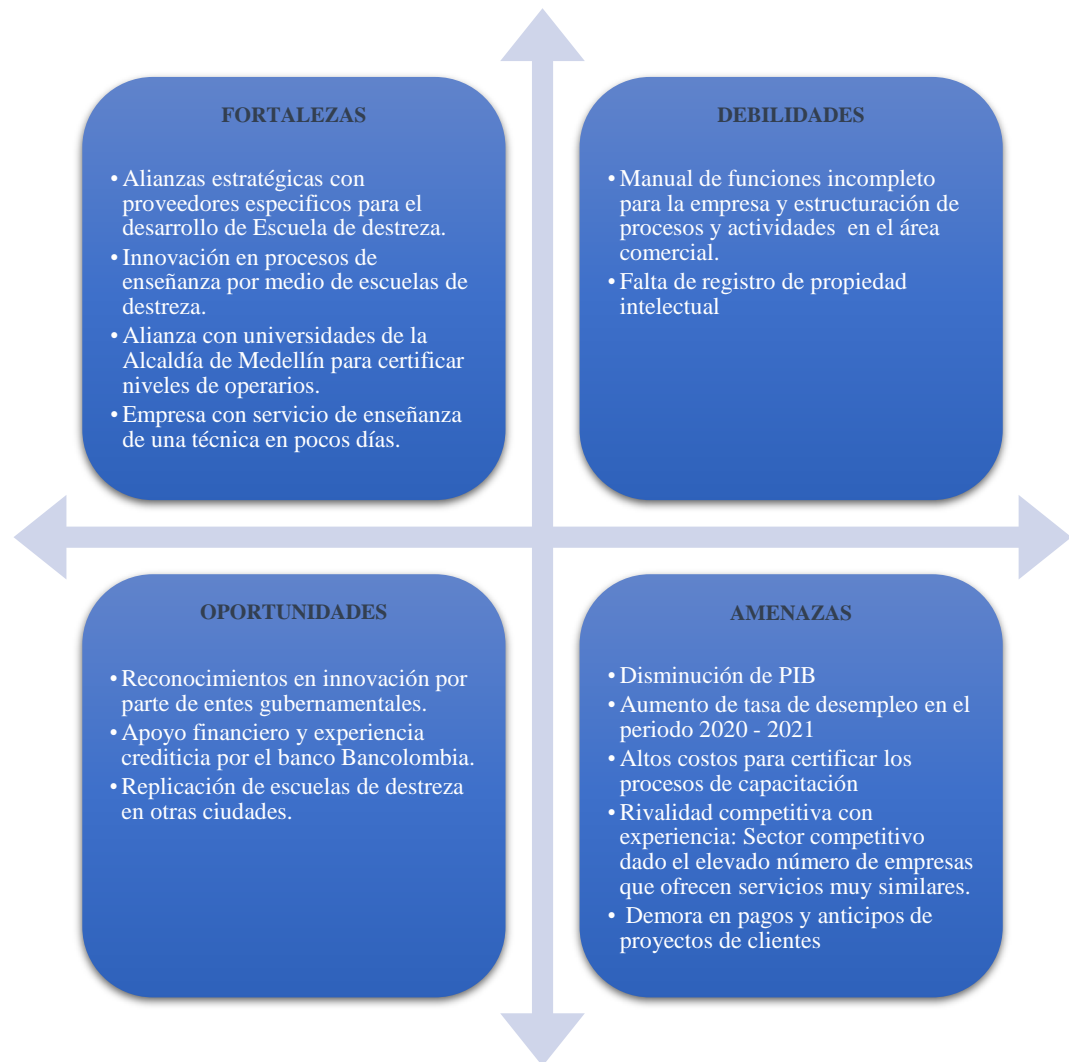 FORTALEZAS
• Alianzas estratégicas con
proveedores especificos para el
desarrollo de Escuela de destreza.
• Innovación en procesos de
enseñanza por medio de escuelas de
destreza.
• Alianza con universidades de la
Alcaldía de Medellín para certificar
niveles de operarios.
• Empresa con servicio de enseñanza
de una técnica en pocos días.
DEBILIDADES
• Manual de funciones incompleto
para la empresa y estructuración de
procesos y actividades en el área
comercial.
• Falta de registro de propiedad
intelectual
OPORTUNIDADES
• Reconocimientos en innovación por
parte de entes gubernamentales.
• Apoyo financiero y experiencia
crediticia por el banco Bancolombia.
• Replicación de escuelas de destreza
en otras ciudades.
AMENAZAS
• Disminución de PIB
• Aumento de tasa de desempleo en el
periodo 2020 - 2021
• Altos costos para certificar los
procesos de capacitación
• Rivalidad competitiva con
experiencia: Sector competitivo
dado el elevado número de empresas
que ofrecen servicios muy similares.
• Demora en pagos y anticipos de
proyectos de clientes